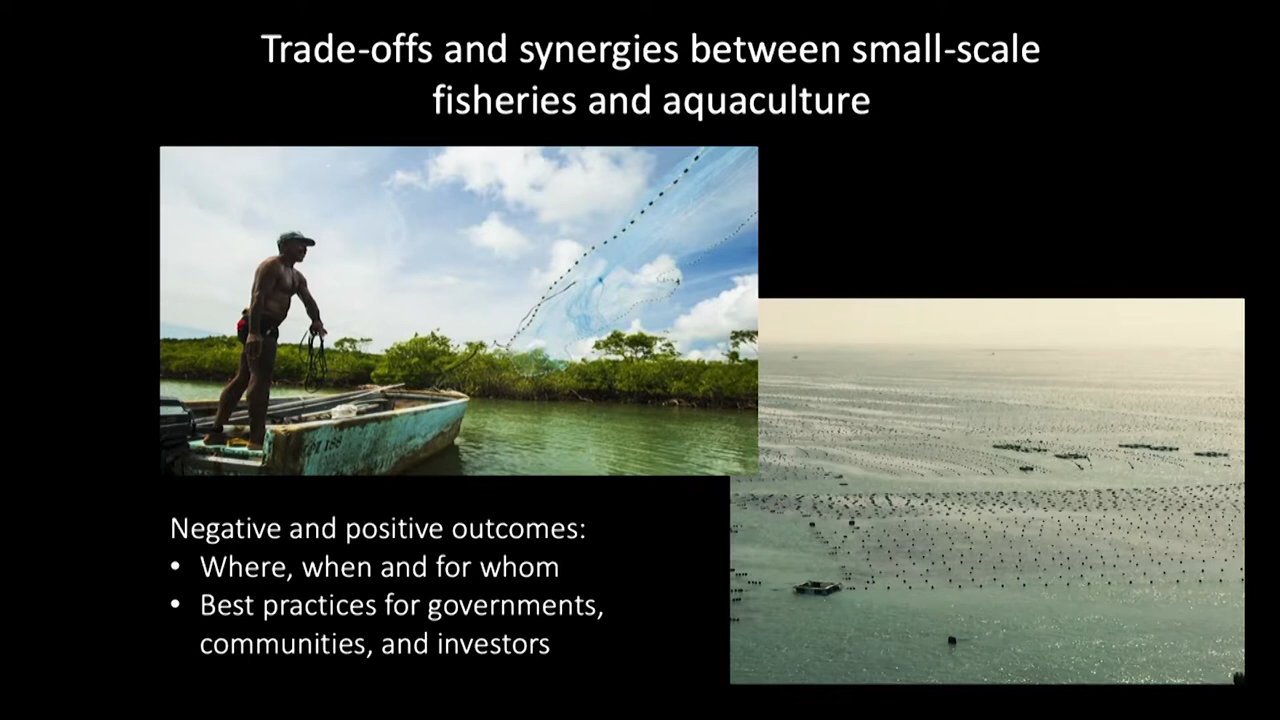 Trade-offs and synergies between small-scale
fisheries and aquaculture
Negative and positive outcomes:
• Where, when and for whom
• Best practices for governments,
communities, and investors